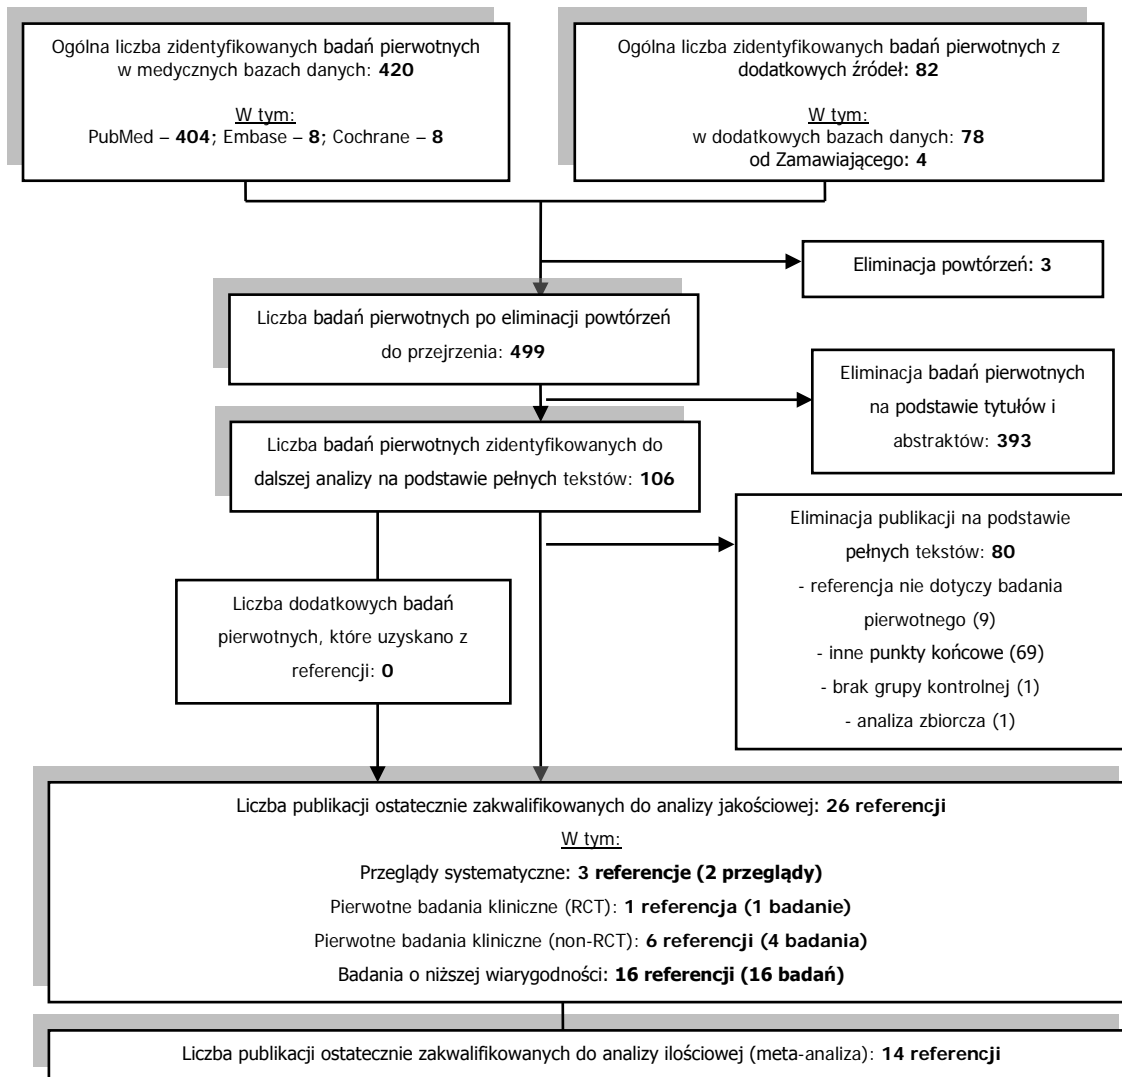 Ogólna liczba zidentyfikowanych badań pierwotnych
w medycznych bazach danych: 420
W tym:
PubMed – 404; Embase – 8; Cochrane – 8
Ogólna liczba zidentyfikowanych badań pierwotnych z
dodatkowych źródeł: 82
W tym:
w dodatkowych bazach danych: 78
od Zamawiającego: 4
Eliminacja powtórzeń: 3
Liczba badań pierwotnych po eliminacji powtórzeń
do przejrzenia: 499
Eliminacja badań pierwotnych
na podstawie tytułów i
abstraktów: 393
Liczba badań pierwotnych zidentyfikowanych do
dalszej analizy na podstawie pełnych tekstów: 106
Eliminacja publikacji na podstawie
pełnych tekstów: 80
- referencja nie dotyczy badania
pierwotnego (9)
- inne punkty końcowe (69)
- brak grupy kontrolnej (1)
- analiza zbiorcza (1)
Liczba dodatkowych badań
pierwotnych, które uzyskano z
referencji: 0
Liczba publikacji ostatecznie zakwalifikowanych do analizy jakościowej: 26 referencji
W tym:
Przeglądy systematyczne: 3 referencje (2 przeglądy)
Pierwotne badania kliniczne (RCT): 1 referencja (1 badanie)
Pierwotne badania kliniczne (non-RCT): 6 referencji (4 badania)
Badania o niższej wiarygodności: 16 referencji (16 badań)
Liczba publikacji ostatecznie zakwalifikowanych do analizy ilościowej (meta-analiza): 14 referencji